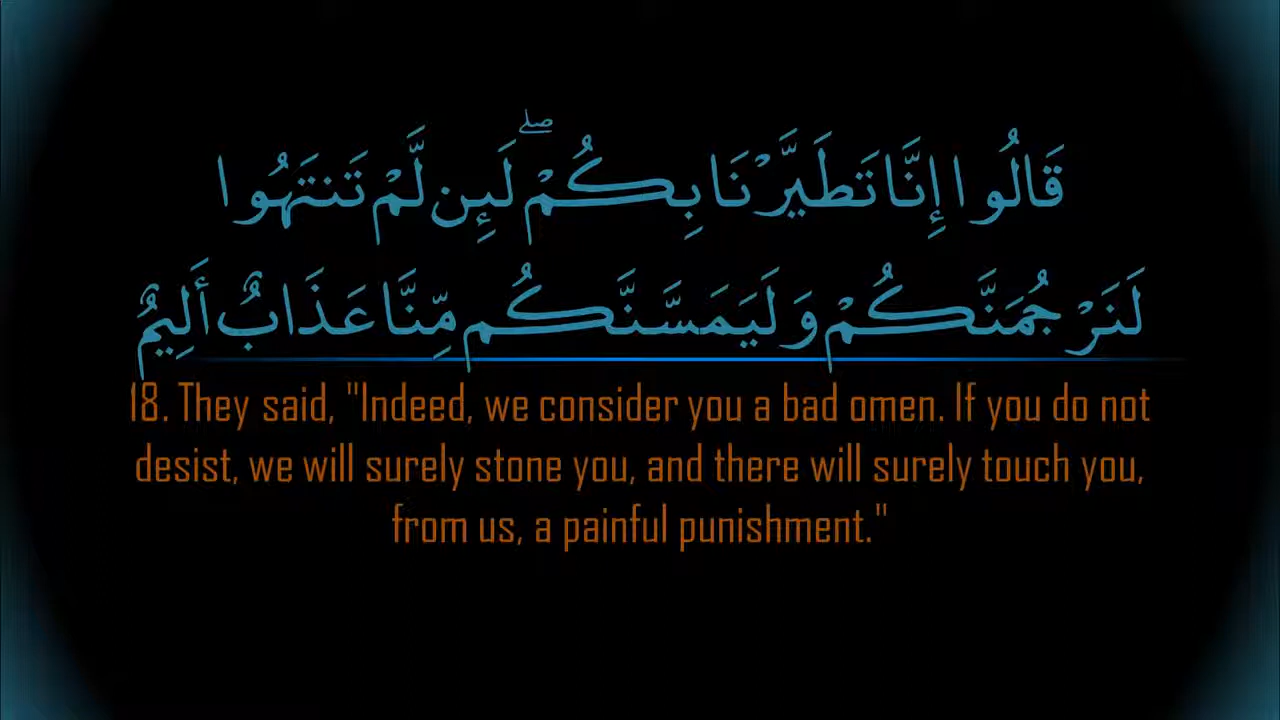 قَالُوا إِنَّا تَطَيَّرْنَا بِكُمْ ۖ لَئِن لَّمْ تَنتَهُوا
لَنَرْجُمَنَّكُمْ وَلَيَمَسَّنَّكُم مِّنَّا عَذَابٌ أَلِيمٌ
18. They said, "Indeed, we consider you a bad omen. If you do not
desist, we will surely stone you, and there will surely touch you,
from us, a painful punishment."